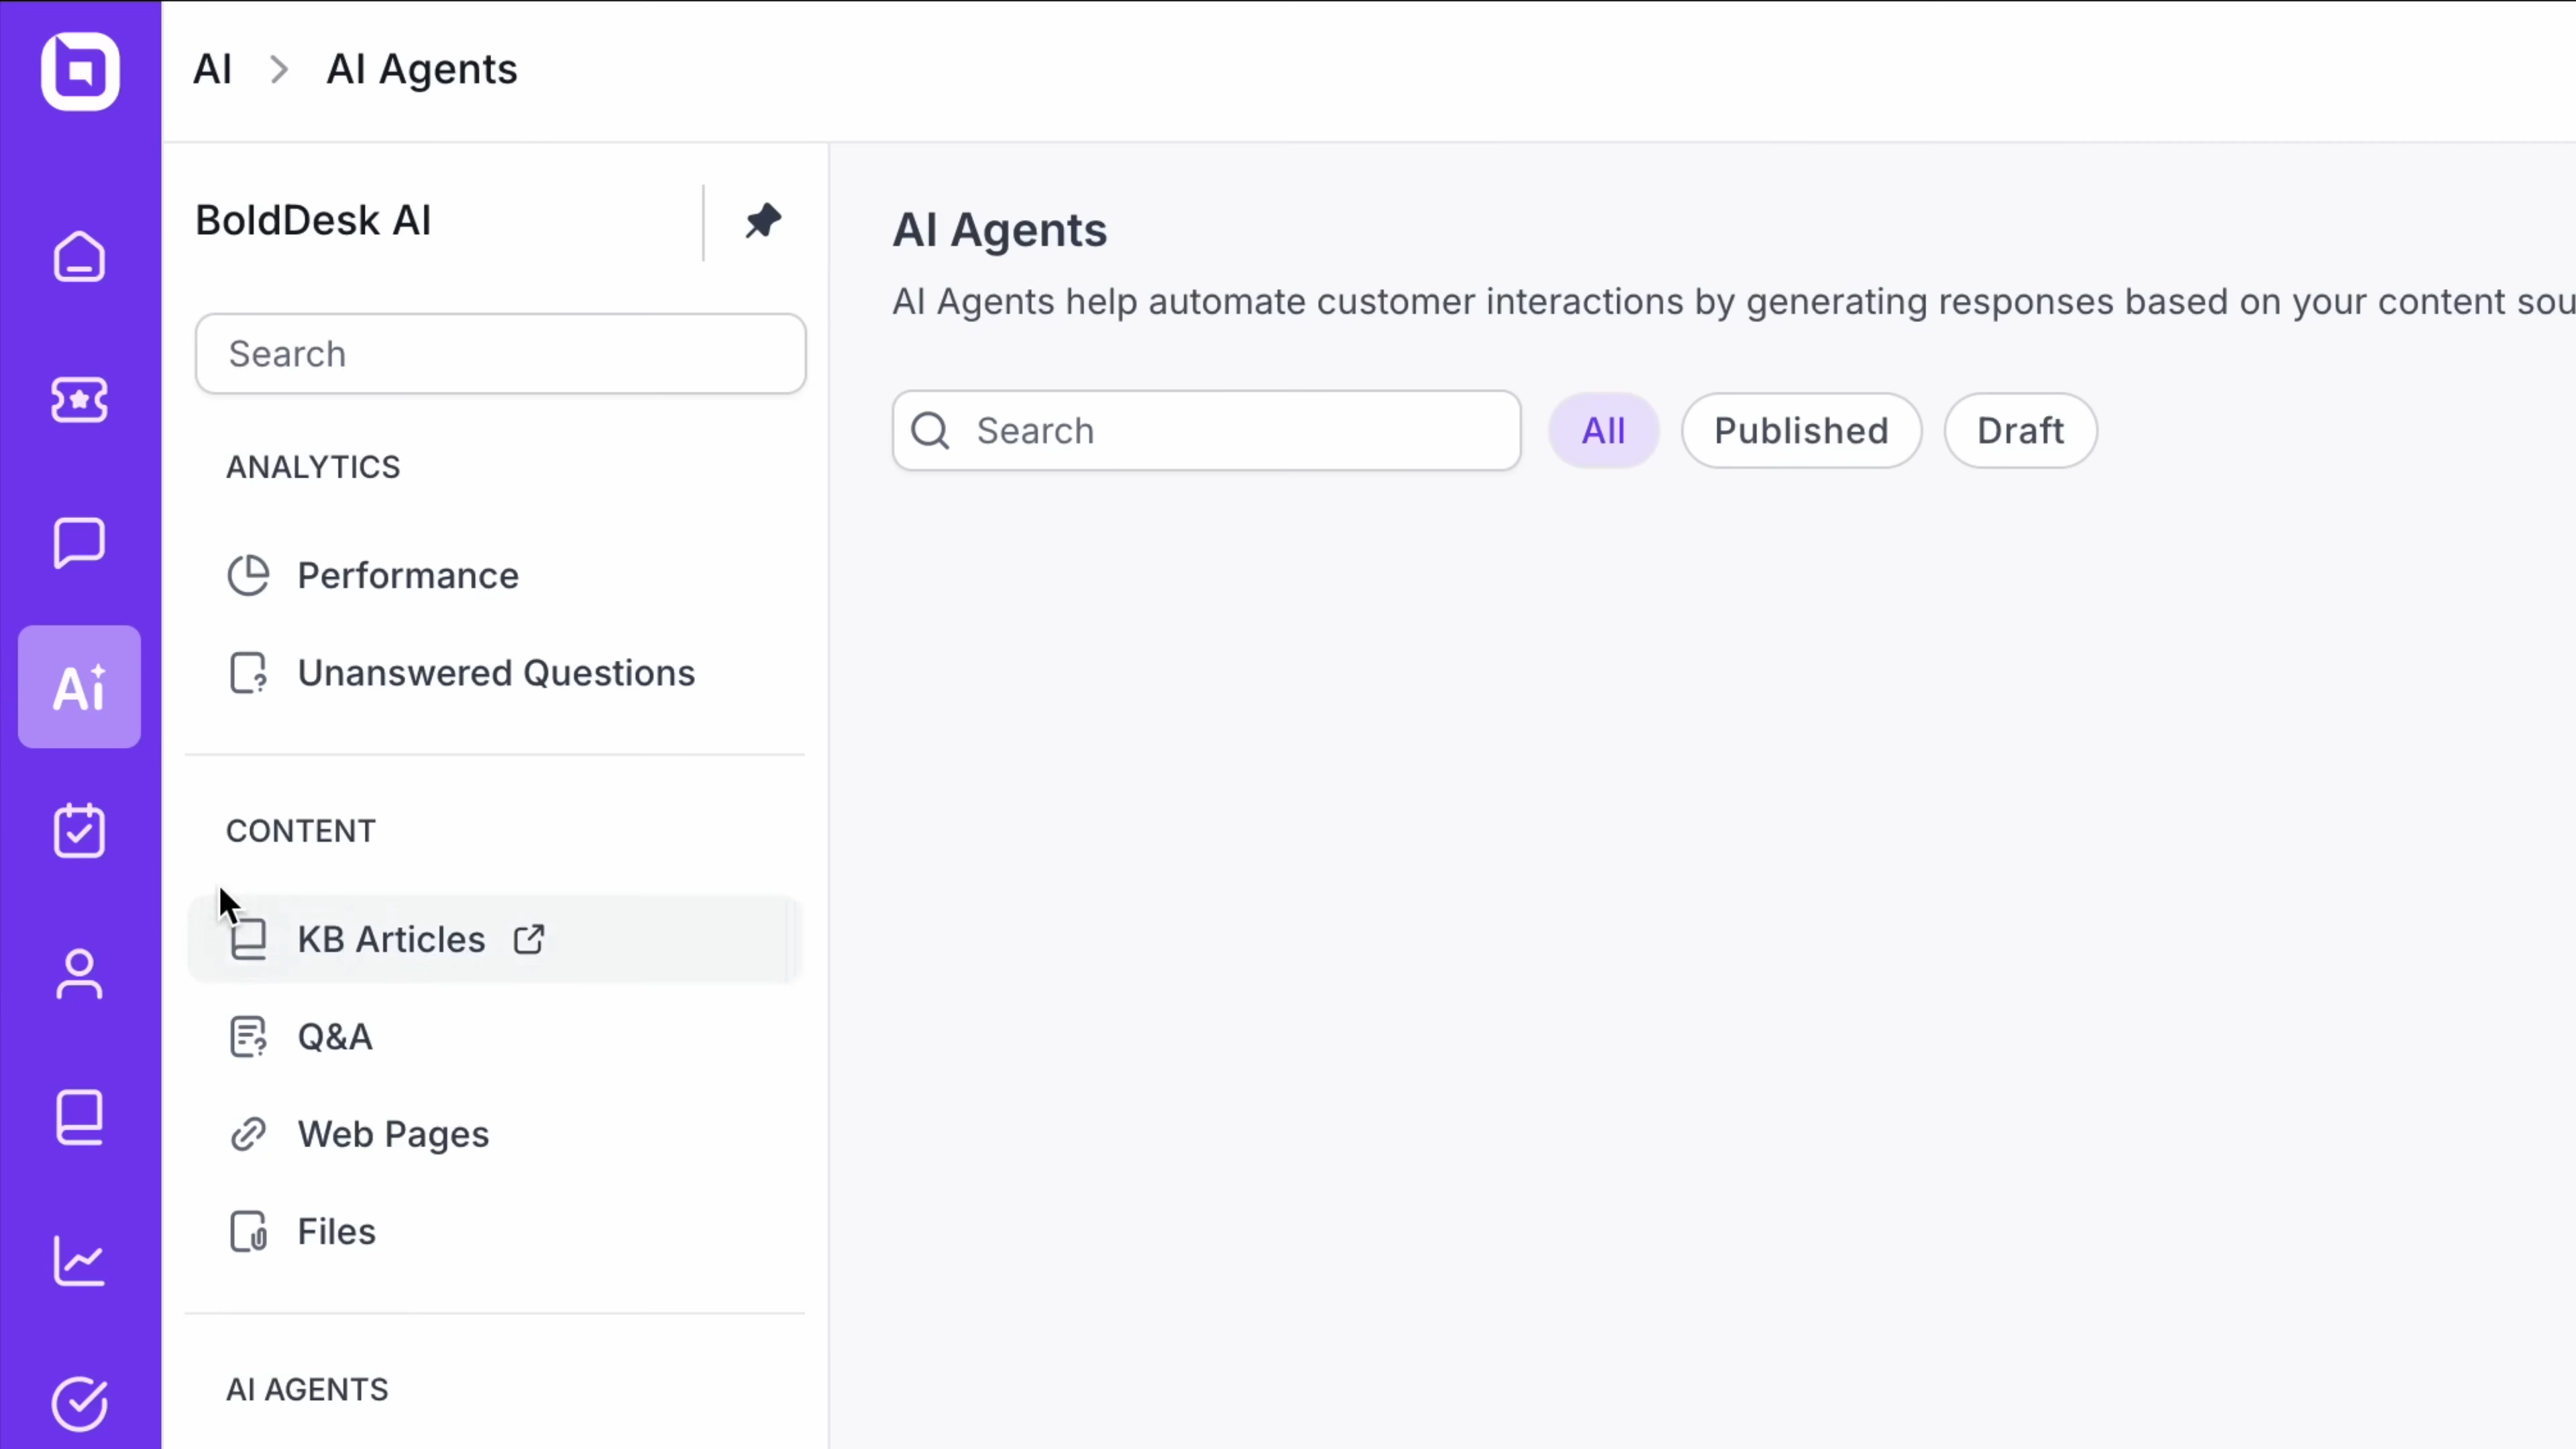 AI > AI Agents
BoldDesk AI
Search
ANALYTICS
Performance
Unanswered Questions
CONTENT
KB Articles
Q&A
Web Pages
Files
AI AGENTS
Ai
AI Agents
AI Agents help automate customer interactions by generating responses based on your content sou
Search
All
Published
Draft